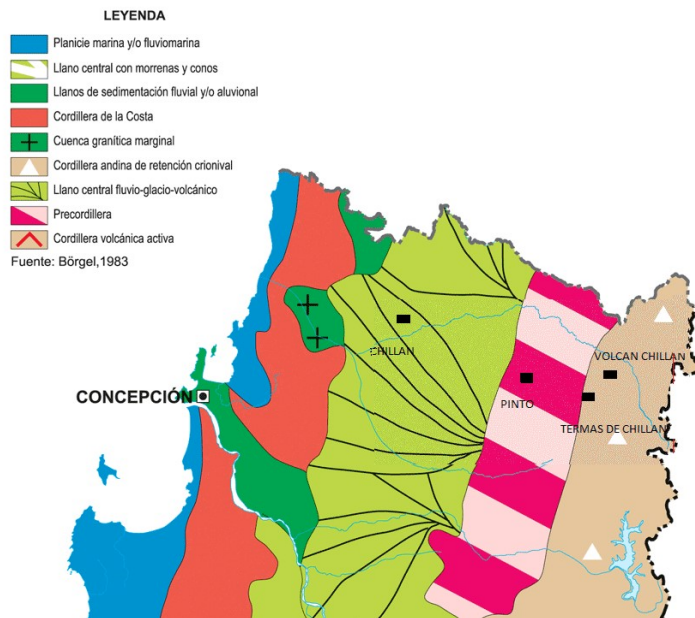 LEYENDA
Planicie marina y/o fluviomarina
Llano central con morrenas y conos
Llanos de sedimentación fluvial y/o aluvional
Cordillera de la Costa
Cuenca granítica marginal
Cordillera andina de retención crionival
Llano central fluvio-glacio-volcánico
Precordillera
Cordillera volcánica activa
Fuente: Börgel,1983
CHILLAN
VOLCAN CHILLAN
CONCEPCIÓN
PINTO
TERMAS DE CHILLAN